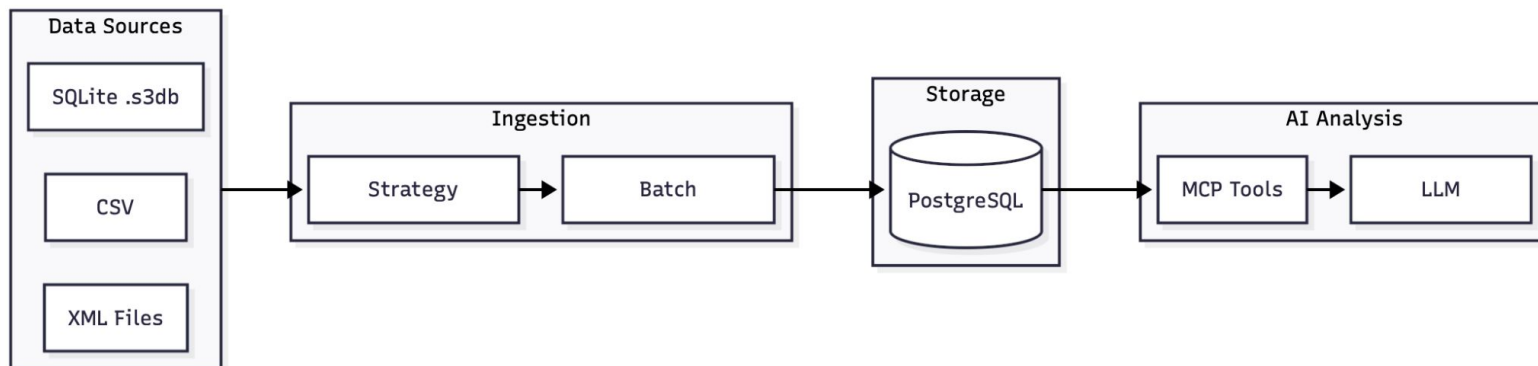 Data Sources
SQLite .s3db
CSV
XML Files
Ingestion
Strategy
Batch
Storage
PostgreSQL
AI Analysis
MCP Tools
LLM